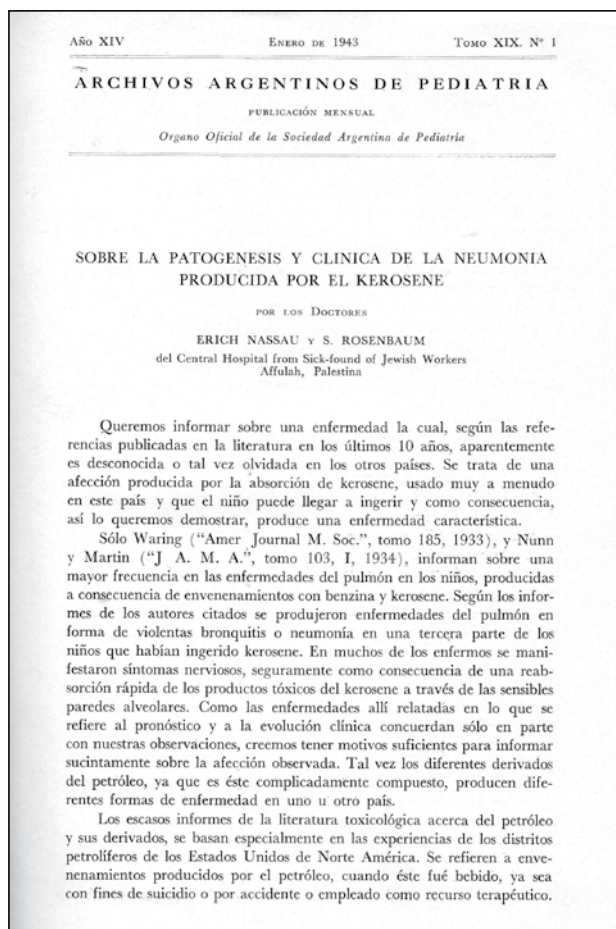 Año XIV Enero de 1943 Tomo XIX. Nº 1
ARCHIVOS ARGENTINOS DE PEDIATRIA
PUBLICACIÓN MENSUAL
Organo Oficial de la Sociedad Argentina de Pediatría
SOBRE LA PATOGENESIS Y CLINICA DE LA NEUMONIA
PRODUCIDA POR EL KEROSENE
POR LOS DOCTORES
ERICH NASSAU Y S. ROSENBAUM
del Central Hospital from Sick-found of Jewish Workers
Affulah, Palestina
Queremos informar sobre una enfermedad la cual, según las refe-
rencias publicadas en la literatura en los últimos 10 años, aparentemente
es desconocida o tal vez olvidada en los otros países. Se trata de una
afección producida por la absorción de kerosene, usado muy a menudo
en este país y que el niño puede llegar a ingerir y como consecuencia,
así lo queremos demostrar, produce una enfermedad característica.
Sólo Waring ("Amer Journal M. Soc.", tomo 185, 1933), y Nunn
y Martin ("J A. M. A.", tomo 103, I, 1934), informan sobre una
mayor frecuencia en las enfermedades del pulmón en los niños, producidas
a consecuencia de envenenamientos con benzina y kerosene. Según los infor-
mes de los autores citados se produjeron enfermedades del pulmón en
forma de violentas bronquitis o neumonía en una tercera parte de los
niños que habían ingerido kerosene. En muchos de los enfermos se mani-
festaron síntomas nerviosos, seguramente como consecuencia de una reab-
sorción rápida de los productos tóxicos del kerosene a través de las sensibles
paredes alveolares. Como las enfermedades allí relatadas en lo que se
refiere al pronóstico y a la evolución clínica concuerdan sólo en parte
con nuestras observaciones, creemos tener motivos suficientes para informar
sucintamente sobre la afección observada. Tal vez los diferentes derivados
del petróleo, ya que es éste complicadamente compuesto, producen dife-
rentes formas de enfermedad en uno u otro país.
Los escasos informes de la literatura toxicológica acerca del petróleo
y sus derivados, se basan especialmente en las experiencias de los distritos
petrolíferos de los Estados Unidos de Norte América. Se refieren a enve-
nenamientos producidos por el petróleo, cuando éste fué bebido, ya sea
con fines de suicidio o por accidente o empleado como recurso terapéutico.